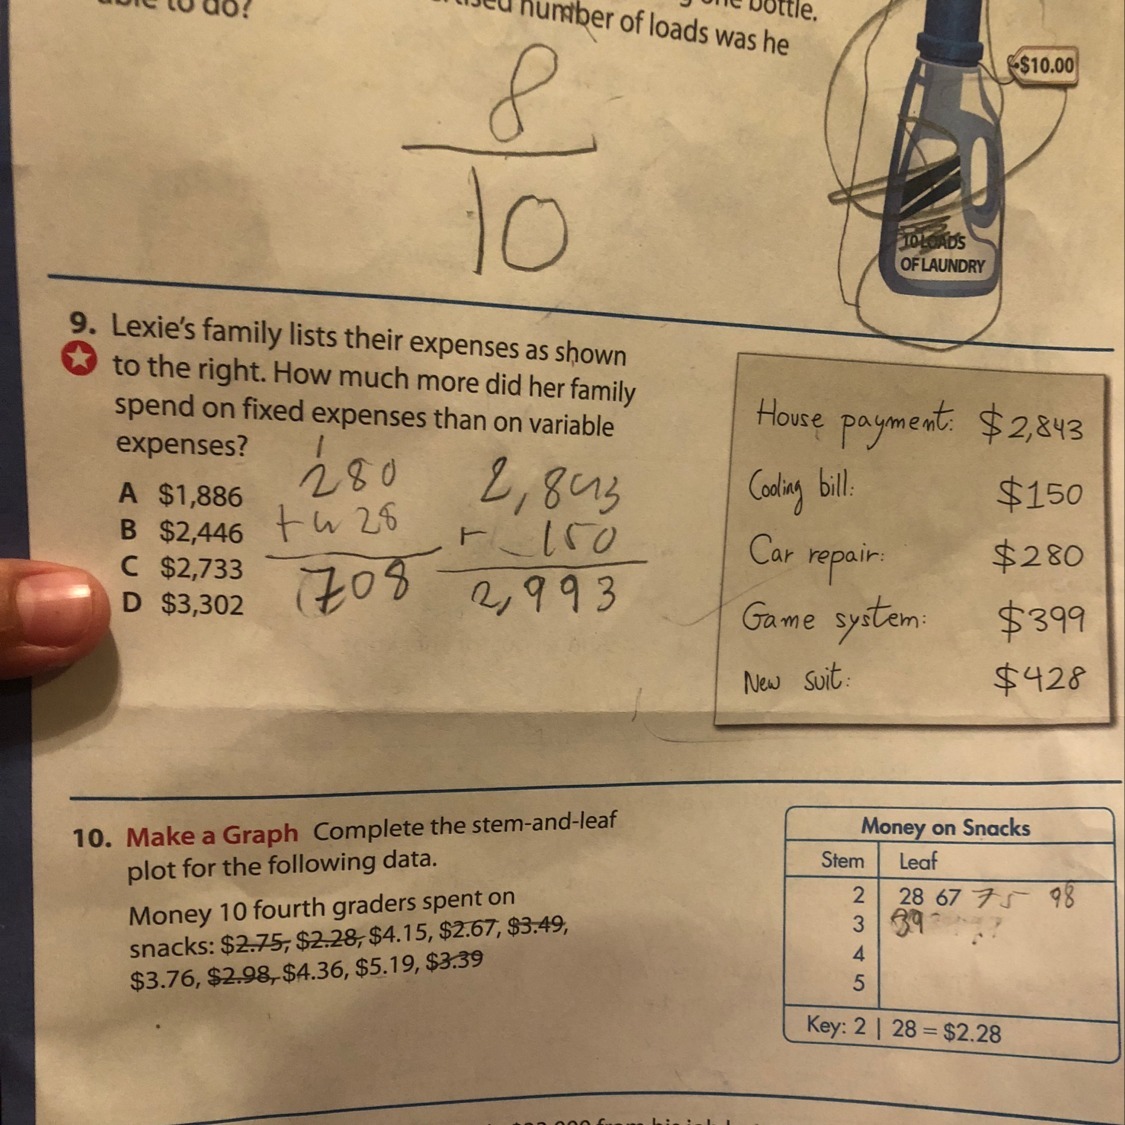 able to do?
number of loads was he
one bottle.
8
10
$10.00
10 LOADS
OF LAUNDRY
9. Lexie's family lists their expenses as shown
to the right. How much more did her family
spend on fixed expenses than on variable
expenses?
A $1,886
B $2,446
C $2,733
D $3,302
1
280
+428
708
2,843
+ 150
2,993
House payment: $2,843
Cooling bill: $150
Car repair: $280
Game system: $399
New suit: $428
10. Make a Graph Complete the stem-and-leaf
plot for the following data.
Money 10 fourth graders spent on
snacks: $2.75, $2.28, $4.15, $2.67, $3.49,
$3.76, $2.98, $4.36, $5.19, $3.39
Money on Snacks
Stem Leaf
2 28 67 75 98
3 39
4
5
Key: 2 | 28 = $2.28